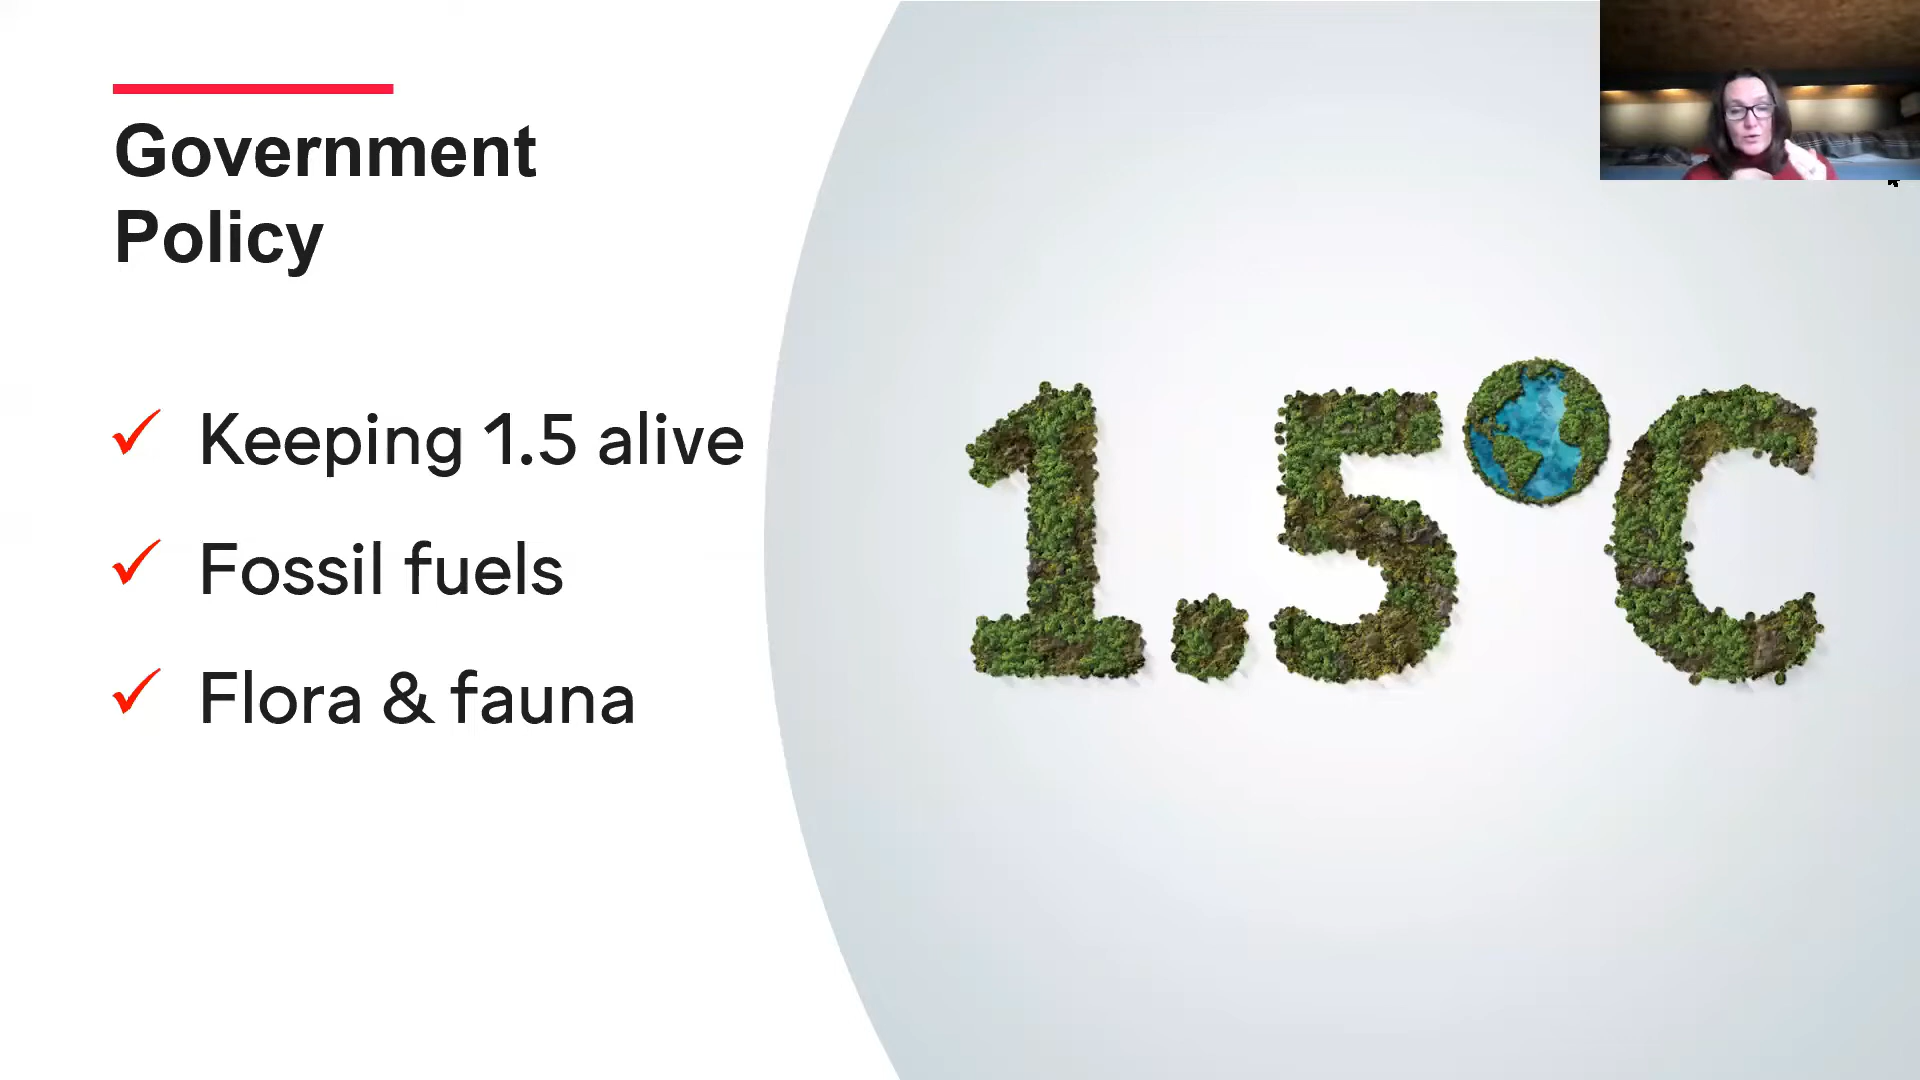 Government
Policy
Keeping 1.5 alive
Fossil fuels
Flora & fauna
1.5°C